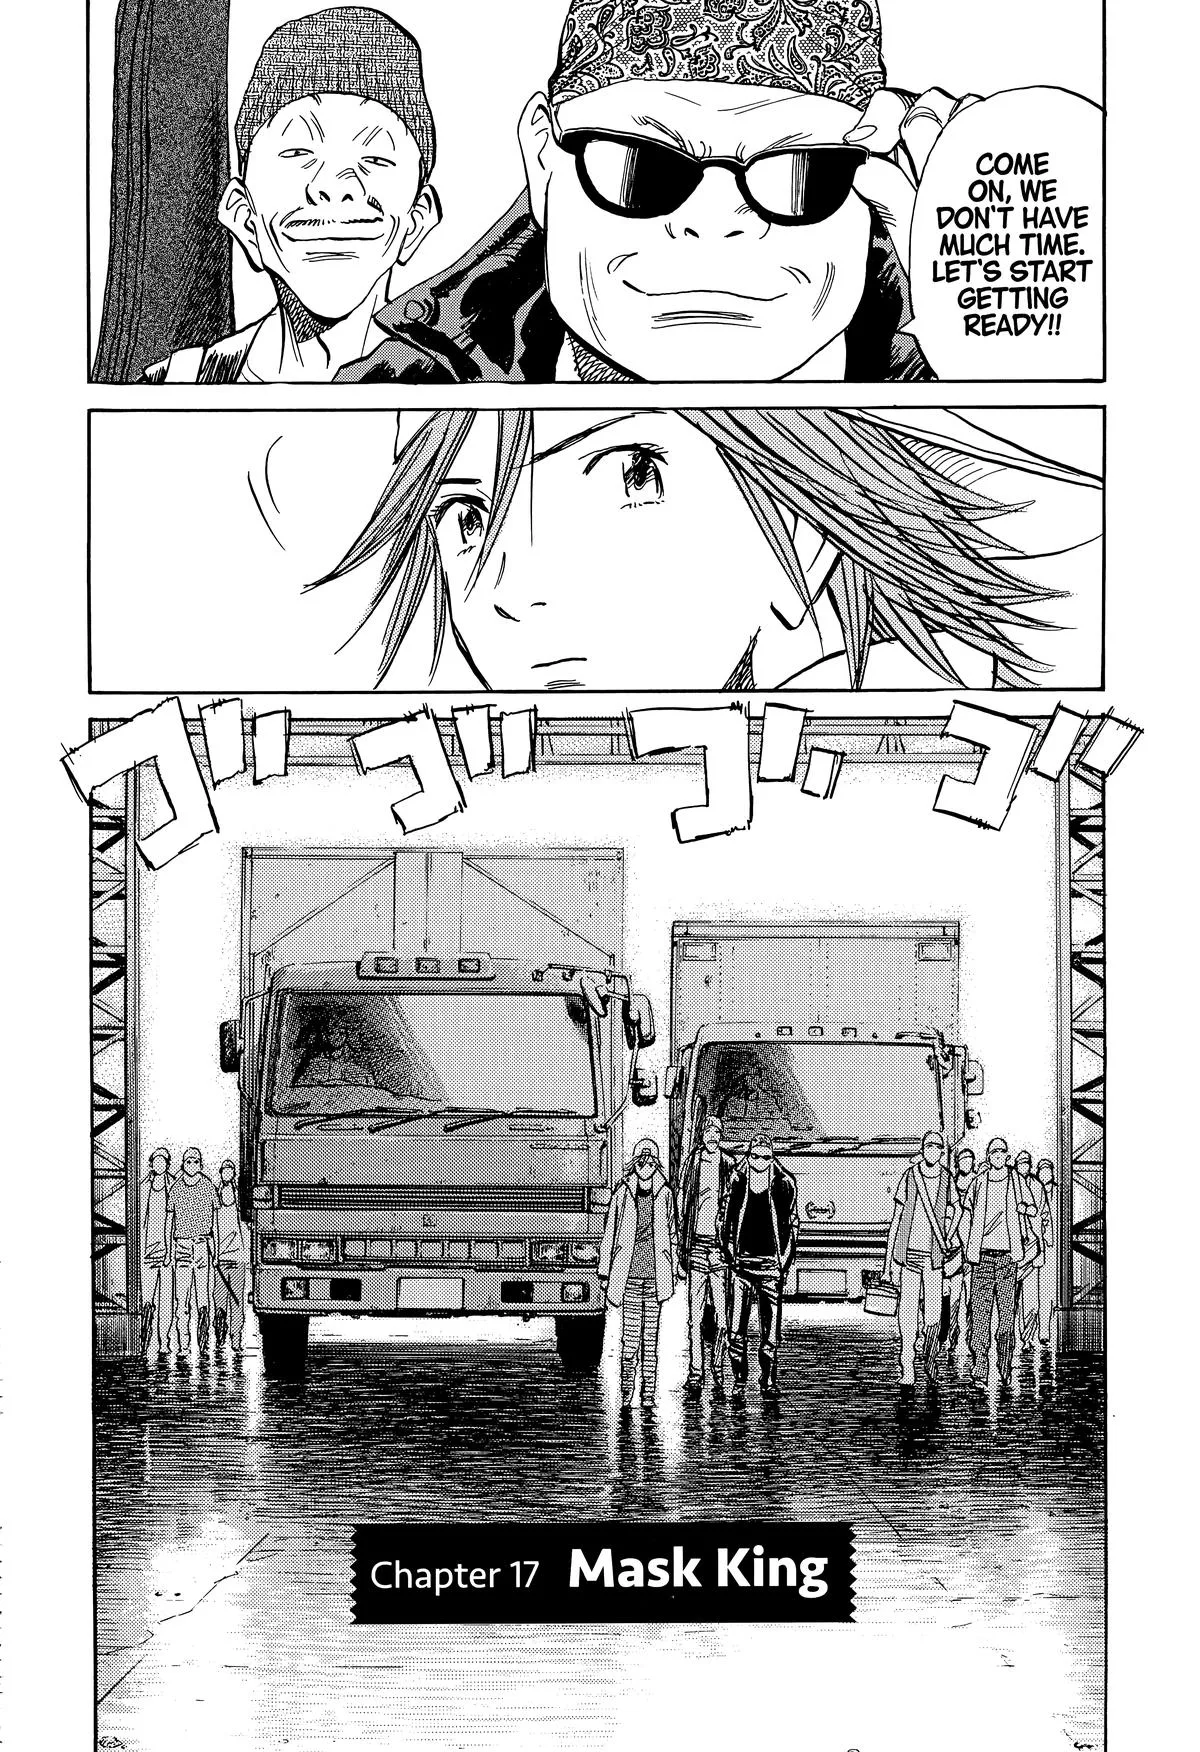 COME
ON, WE
DON'T HAVE
MUCH TIME.
LET'S START
GETTING
READY!!
ゴゴゴゴ
Chapter 17 Mask King